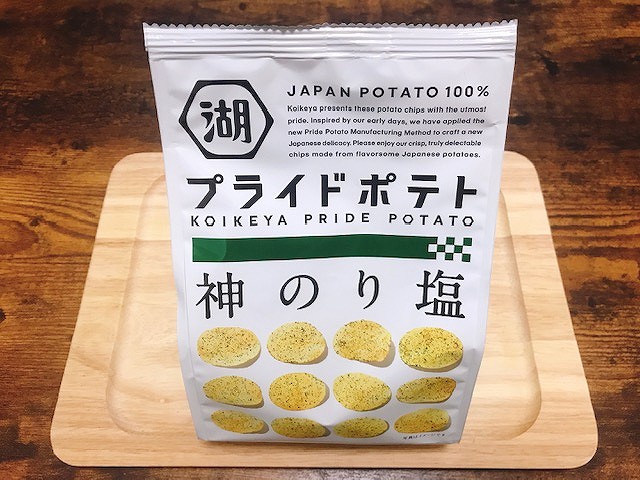 湖
JAPAN POTATO 100%
Koikeya presents these potato chips with the utmost
pride. Inspired by our early days, we have applied the
new Pride Potato Manufacturing Method to craft a new
Japanese delicacy. Please enjoy our crisp, truly delectable
chips made from flavorsome Japanese potatoes.
プライドポテト
KOIKEYA PRIDE POTATO
神のり塩